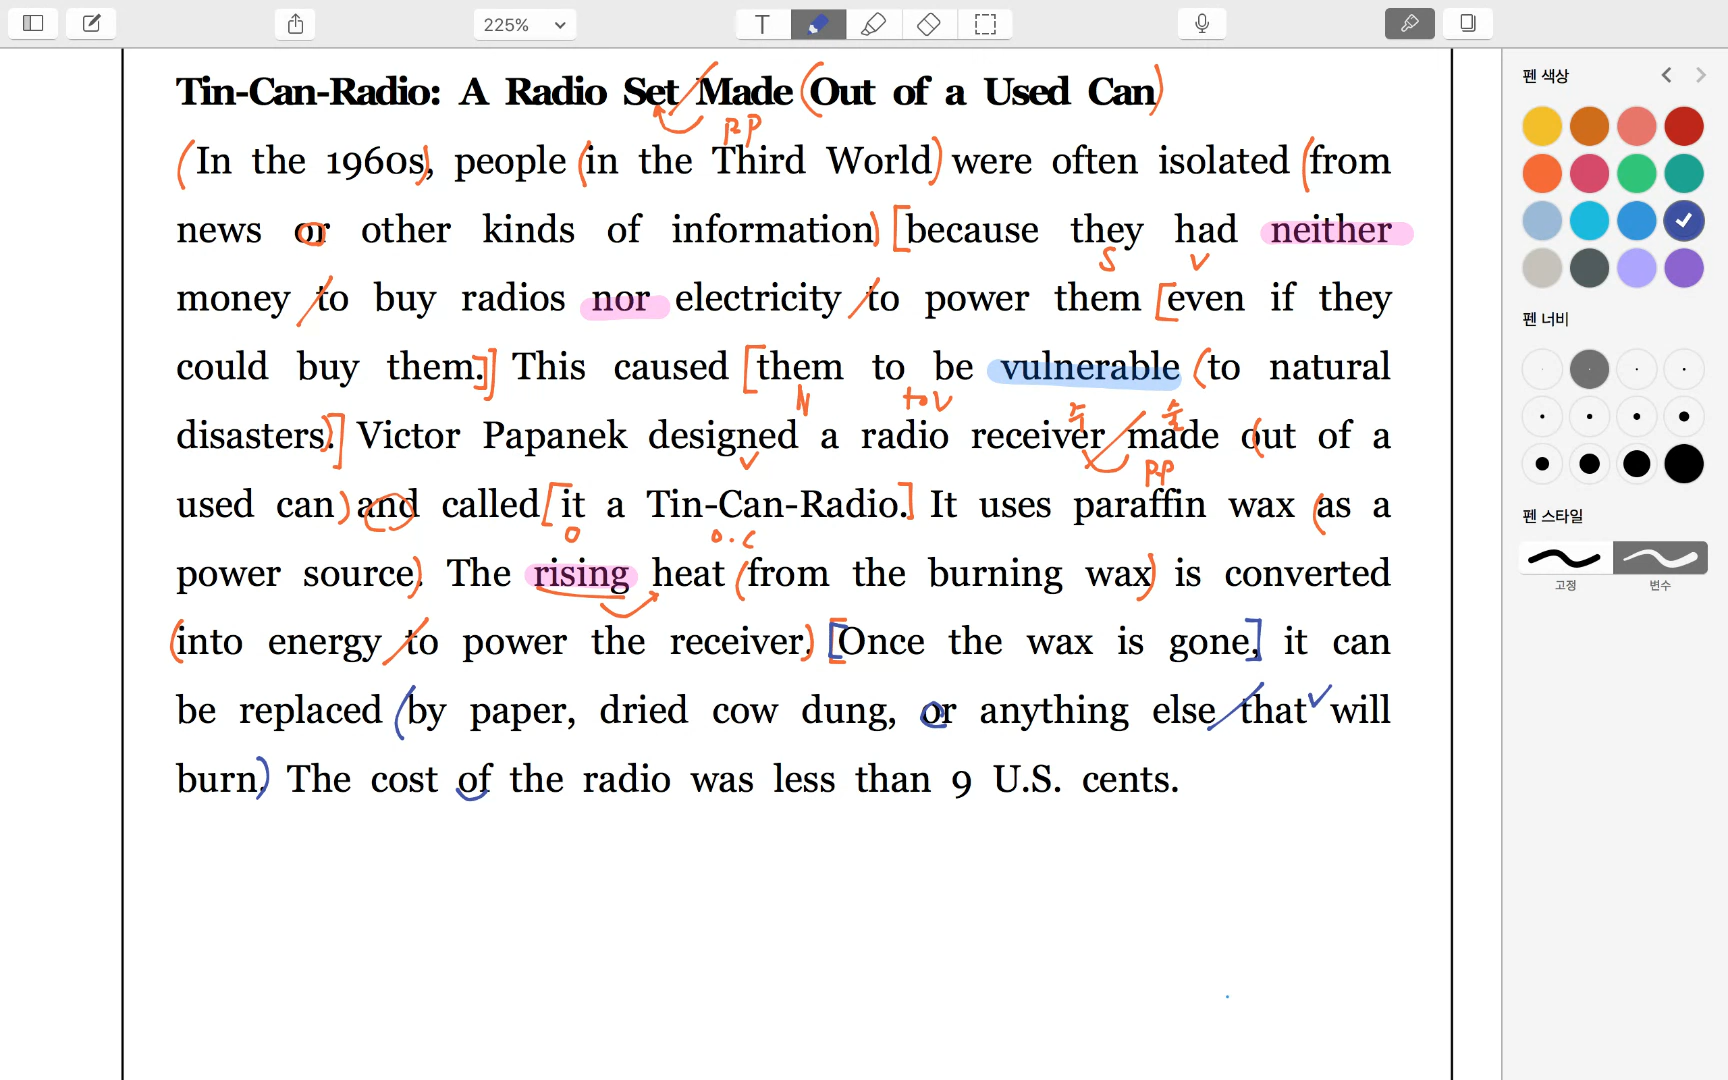 225%
T
Tin-Can-Radio: A Radio Set Made Out of a Used Can
PP
In the 1960s, people in the Third World were often isolated from
news or other kinds of information because they had neither
S V
money to buy radios nor electricity to power them even if they
could buy them. This caused them to be vulnerable to natural
N to V
disasters. Victor Papanek designed a radio receiver made out of a
V PP
used can and called it a Tin-Can-Radio. It uses paraffin wax as a
O O.C
power source. The rising heat from the burning wax is converted
into energy to power the receiver. Once the wax is gone, it can
be replaced by paper, dried cow dung, or anything else that will
burn. The cost of the radio was less than 9 U.S. cents.
펜 색상
펜 너비
펜 스타일
고정 변수